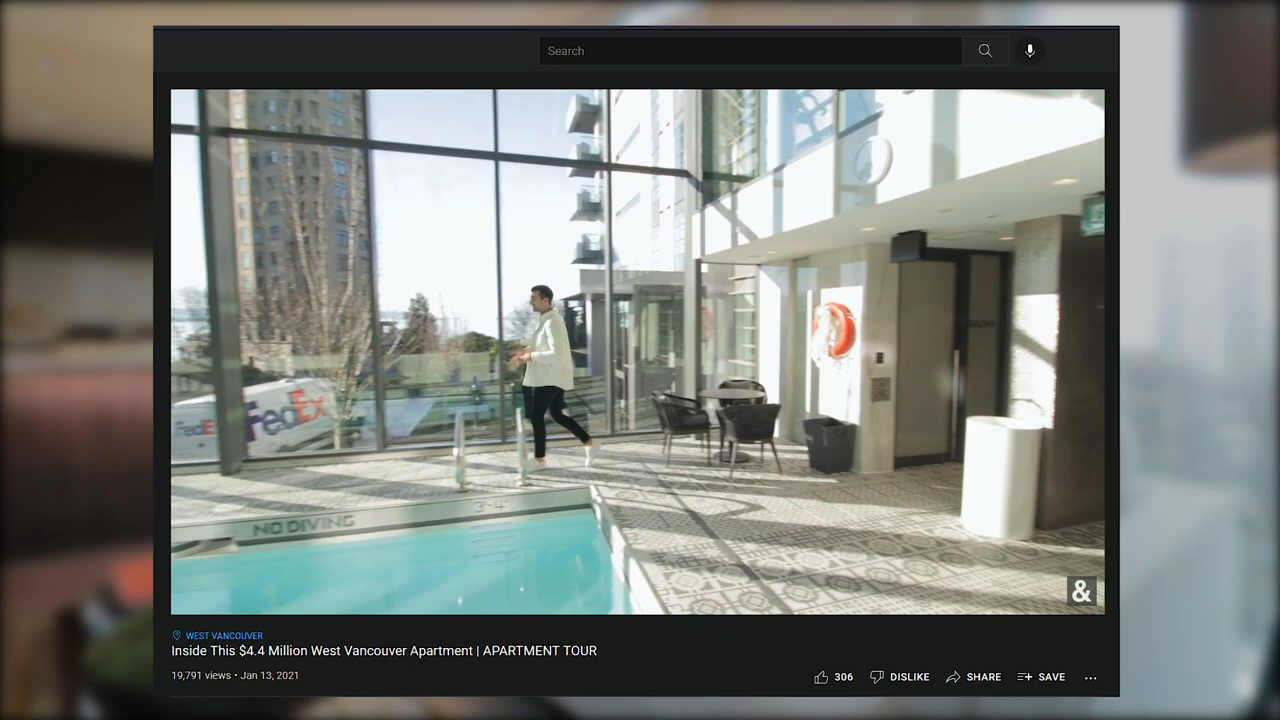 Search
FedEx
FedEx
NO DIVING
3-4
&
WEST VANCOUVER
Inside This $4.4 Million West Vancouver Apartment | APARTMENT TOUR
19,791 views • Jan 13, 2021
306
DISLIKE
SHARE
SAVE